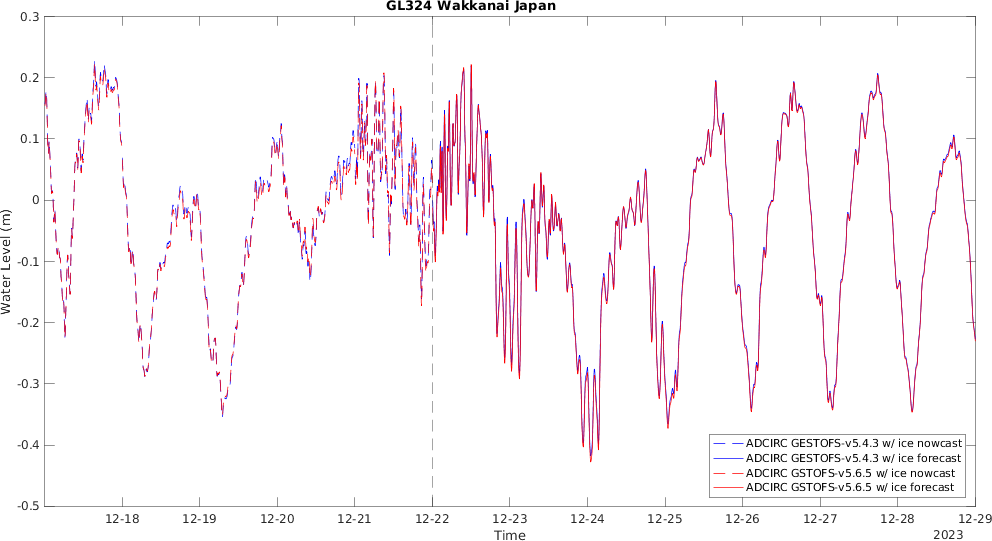 GL324 Wakkanai Japan
0.3
0.2
0.1
0
-0.1
-0.2
-0.3
-0.4
-0.5
Water Level (m)
ADCIRC GESTOFS-v5.4.3 w/ ice nowcast
ADCIRC GESTOFS-v5.4.3 w/ ice forecast
ADCIRC GSTOFS-v5.6.5 w/ ice nowcast
ADCIRC GSTOFS-v5.6.5 w/ ice forecast
12-18 12-19 12-20 12-21 12-22 12-23 12-24 12-25 12-26 12-27 12-28 12-29
Time
2023